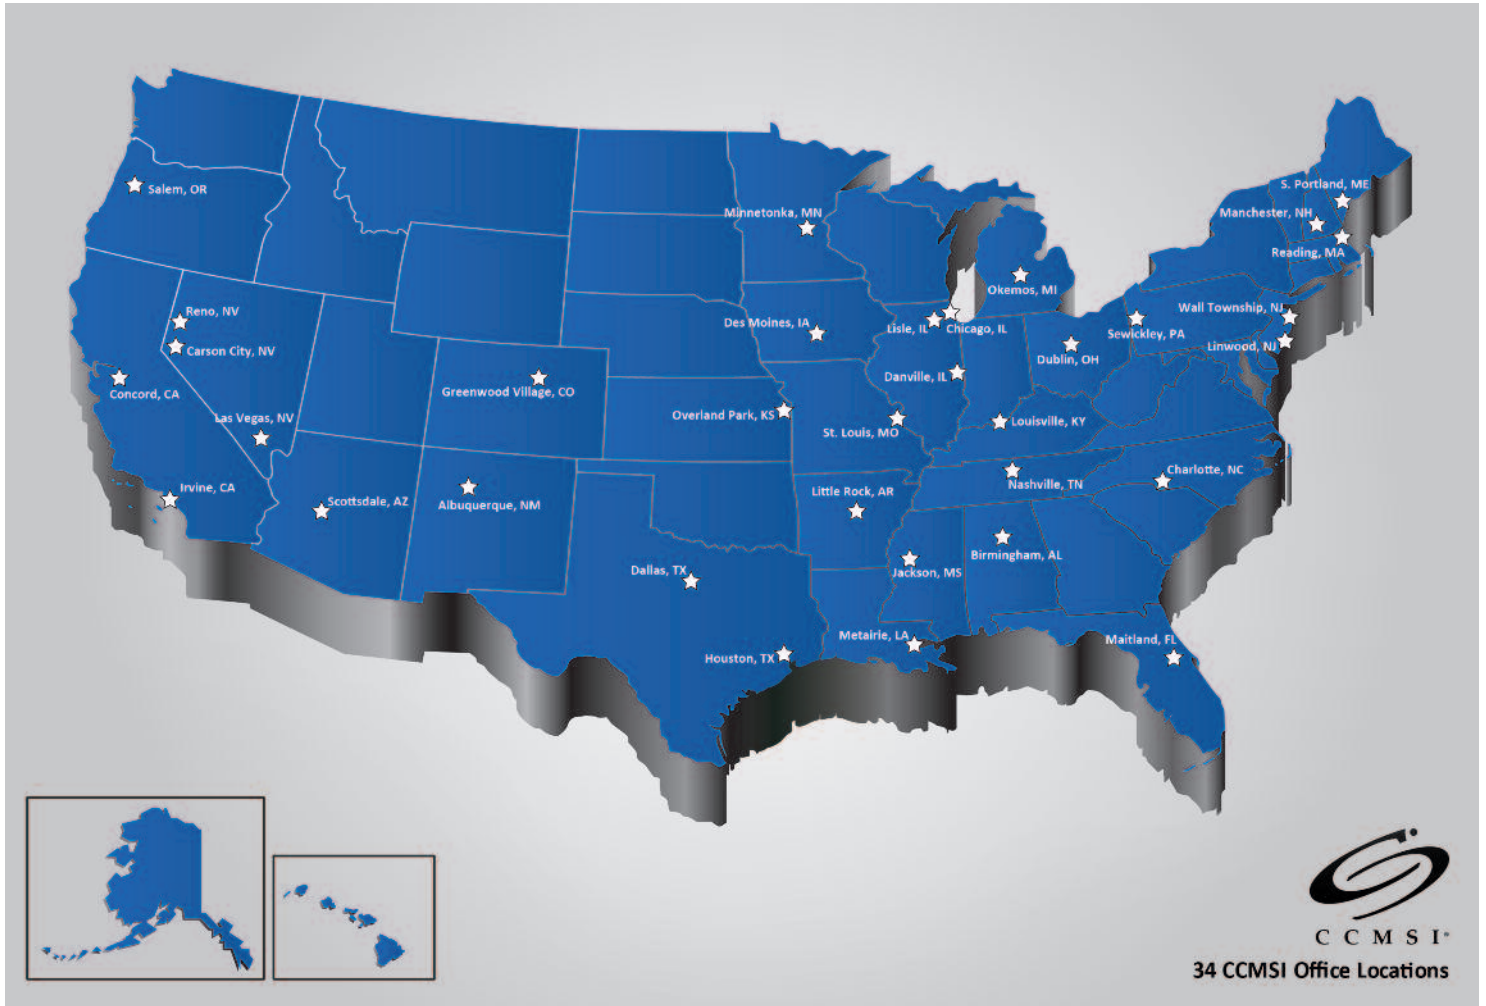 S. Portland, ME
Salem, OR
Minnetonka, MN
Manchester, NH
Reading, MA
Okemos, MI
Reno, NV
Wall Township, NJ
Des Moines, IA
Lisle, IL
Chicago, IL
Sewickley, PA
Carson City, NV
Linwood, NJ
Dublin, OH
Danville, IL
Concord, CA
Greenwood Village, CO
Overland Park, KS
Las Vegas, NV
Louisville, KY
St. Louis, MO
Charlotte, NC
Irvine, CA
Nashville, TN
Little Rock, AR
Scottsdale, AZ
Albuquerque, NM
Birmingham, AL
Dallas, TX
Jackson, MS
Metairie, LA
Maitland, FL
Houston, TX
CCMSI®
34 CCMSI Office Locations